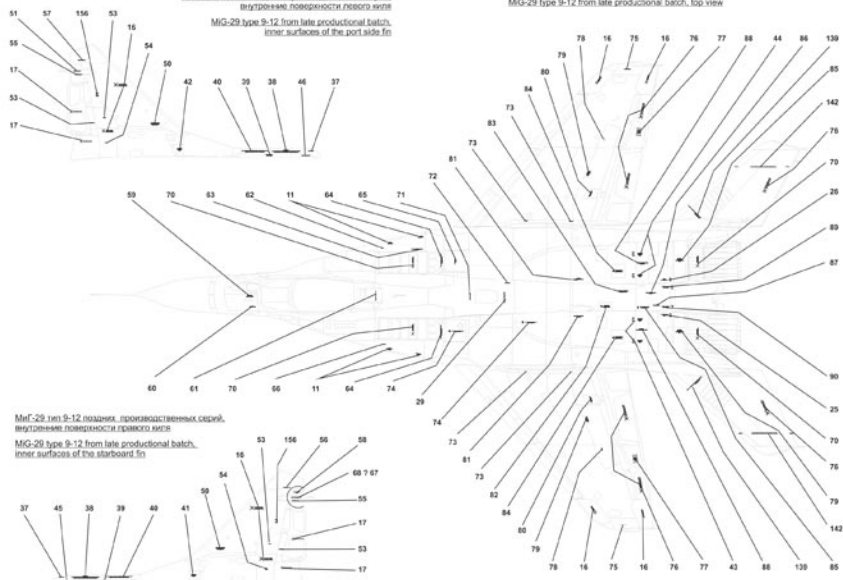 внутренние поверхности левого киля
MiG-29 type 9-12 from late productional batch,
inner surfaces of the port side fin
MiG-29 type 9-12 from late productional batch, top view
51 57 156 53
16
55 54
50
17 42 40 39 38 46 37
53
17
78 75 16 76 77 88 44 86 139
79 85
80
84 142
73
83 76
73 70
81 26
72 89
59 70 63 62 11 64 65 71 87
60 61 70 66 11 64 74 29 90
25
74 70
73 76
81 79
73 142
82
84
80
79
78 16 75 16 76 77 43 88 139 85
МиГ-29 тип 9-12 поздних производственных серий,
внутренние поверхности правого киля
MiG-29 type 9-12 from late productional batch,
inner surfaces of the starboard fin
53 156 56 58
16
54 68 ? 67
50 55
37 45 38 39 40 41 17
53
17